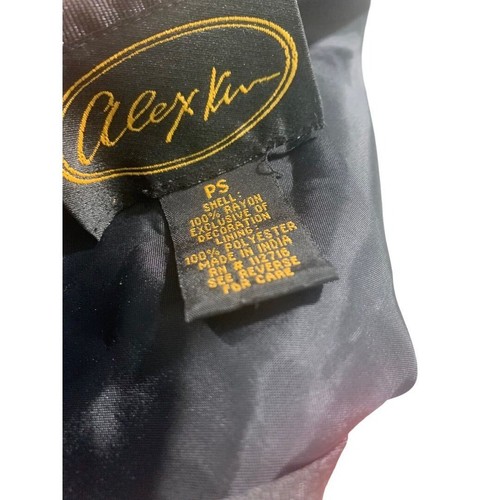 alex kim
PS
SHELL:
100% RAYON
EXCLUSIVE OF
DECORATION
LINING:
100% POLYESTER
MADE IN INDIA
RN # 112716
SEE REVERSE
FOR CARE